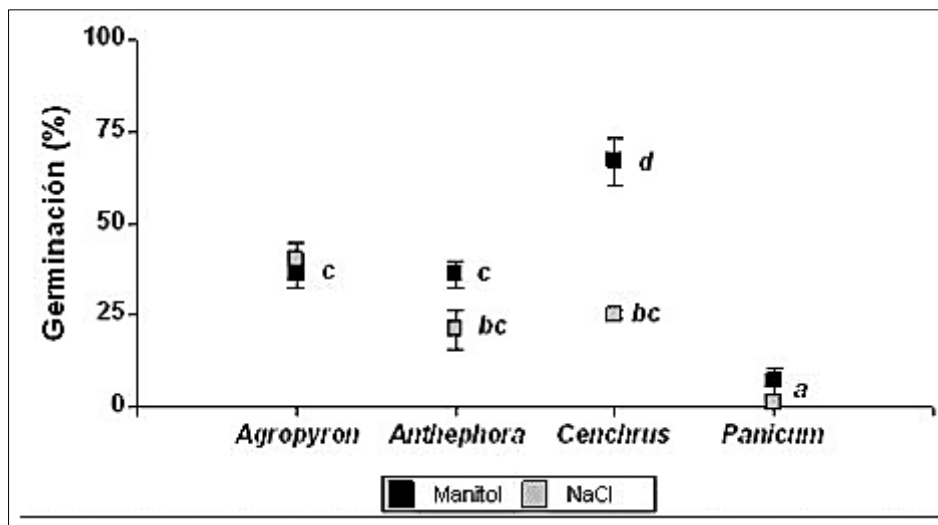 100
75
50
25
0
Germinación (%)
d
c
c
bc
bc
a
Agropyron Anthephora Cenchrus Panicum
Manitol NaCl